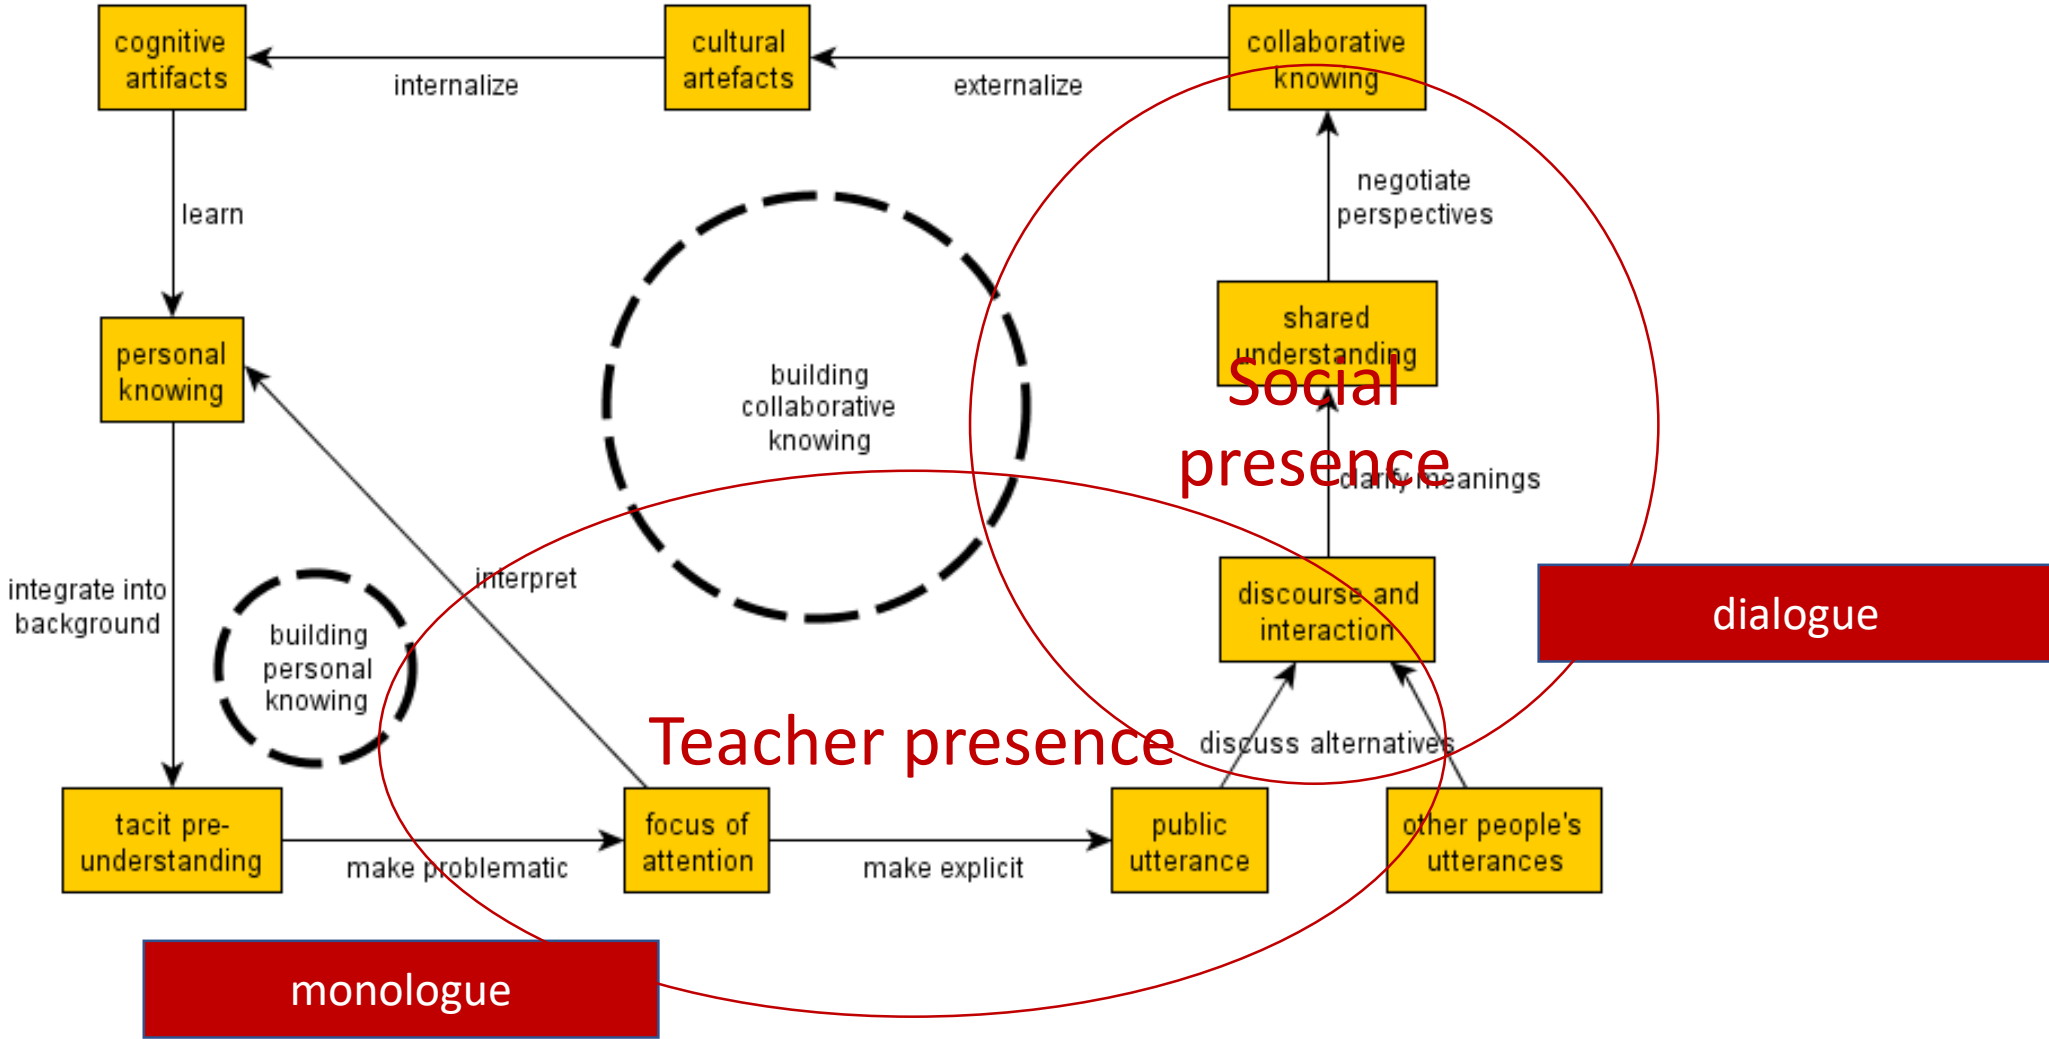 cognitive
artifacts
cultural
artefacts
collaborative
knowing
internalize
externalize
learn
negotiate
perspectives
personal
knowing
building
collaborative
knowing
shared
understanding
Social
presence
clarify meanings
interpret
integrate into
background
building
personal
knowing
discourse and
interaction
dialogue
Teacher presence
discuss alternatives
tacit pre-
understanding
make problematic
focus of
attention
make explicit
public
utterance
other people's
utterances
monologue